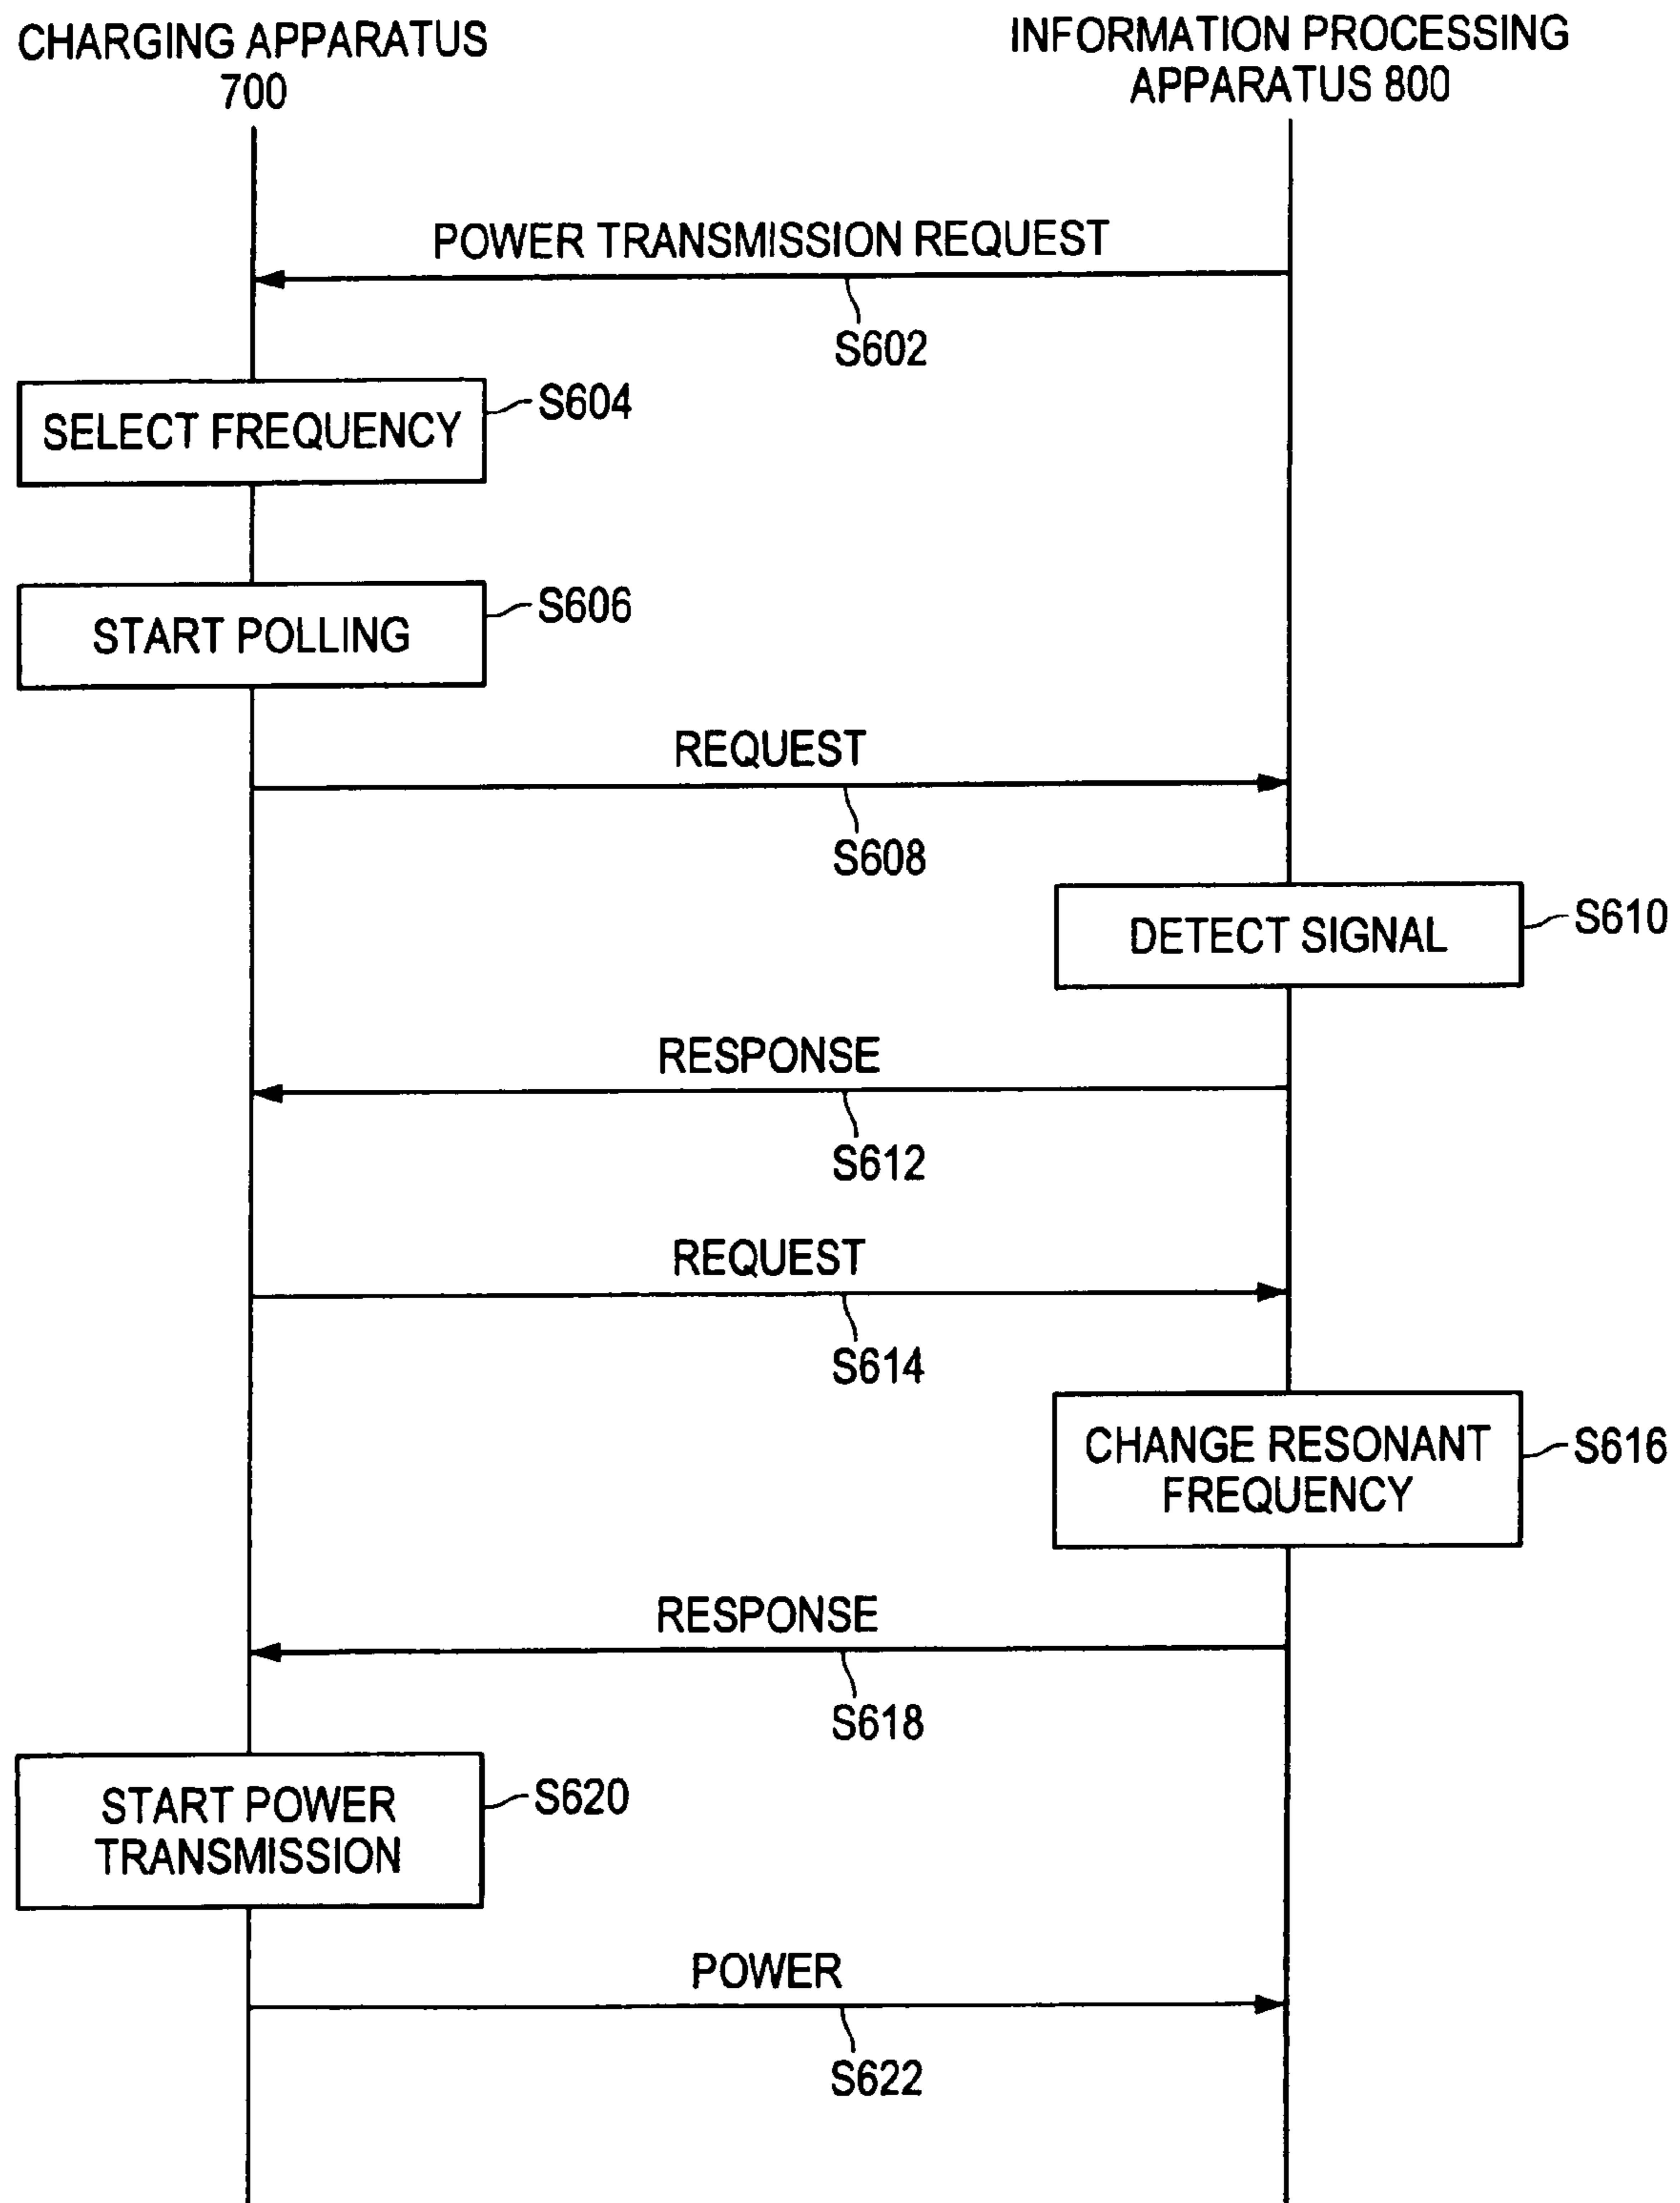 CHARGING APPARATUS
700
INFORMATION PROCESSING
APPARATUS 800
POWER TRANSMISSION REQUEST
S602
SELECT FREQUENCY
S604
START POLLING
S606
REQUEST
S608
DETECT SIGNAL
S610
RESPONSE
S612
REQUEST
S614
CHANGE RESONANT
FREQUENCY
S616
RESPONSE
S618
START POWER
TRANSMISSION
S620
POWER
S622